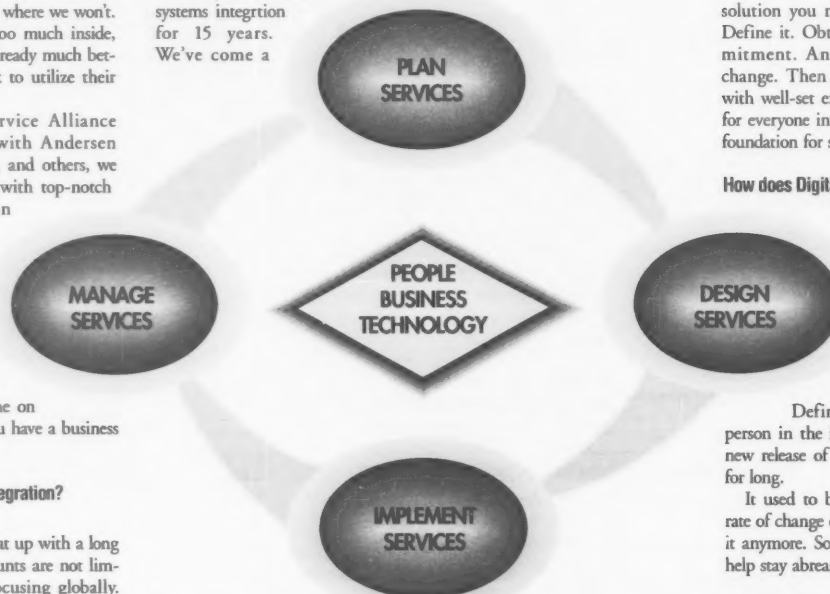 where we won't.
oo much inside,
ready much bet-
to utilize their
rvice Alliance
with Andersen
and others, we
with top-notch
n
ne on
u have a business
egration?
at up with a long
unts are not lim-
ocusing globally.
systems integrtion
for 15 years.
We've come a
PLAN
SERVICES
MANAGE
SERVICES
PEOPLE
BUSINESS
TECHNOLOGY
DESIGN
SERVICES
IMPLEMENT
SERVICES
solution you
Define it. Obt
mitment. An
change. Then
with well-set e
for everyone in
foundation for s
How does Digit
Defin
person in the
new release of
for long.
It used to b
rate of change
it anymore. So
help stay abrea